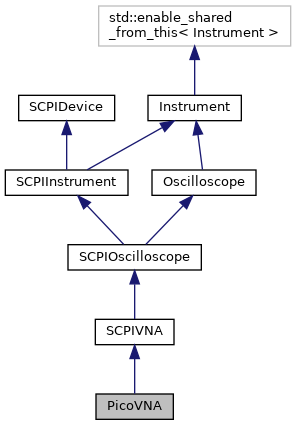 std::enable_shared
_from_this< Instrument >
SCPIDevice
Instrument
SCPIInstrument
Oscilloscope
SCPIOscilloscope
SCPIVNA
PicoVNA